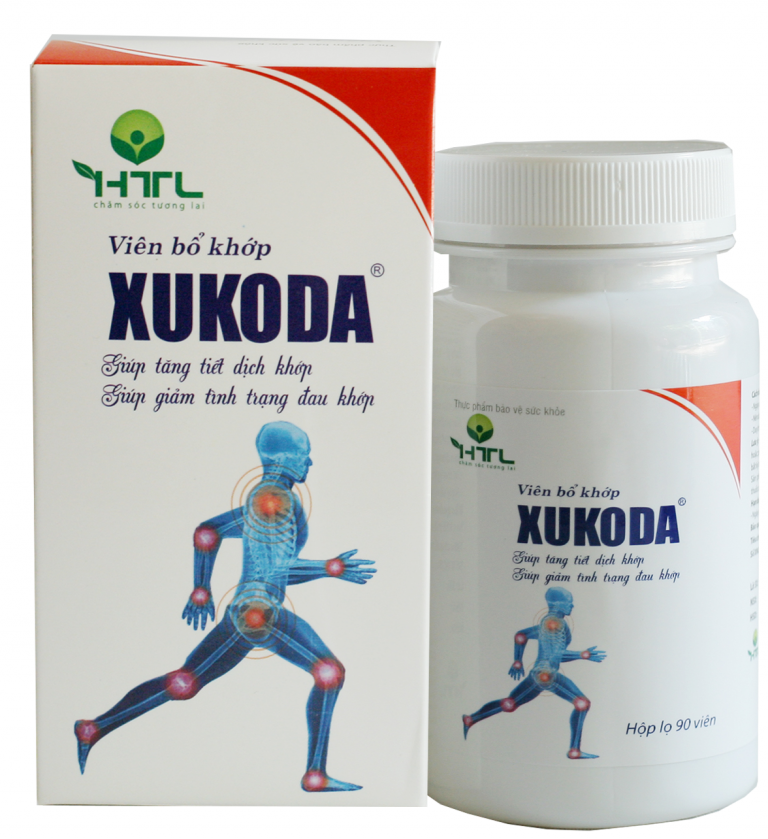 HTL
chăm sóc tương lai
Viên bổ khớp
XUKODA®
Giúp tăng tiết dịch khớp
Giúp giảm tình trạng đau khớp
Thực phẩm bảo vệ sức khỏe
HTL
chăm sóc tương lai
Viên bổ khớp
XUKODA®
Giúp tăng tiết dịch khớp
Giúp giảm tình trạng đau khớp
Hộp lọ 90 viên